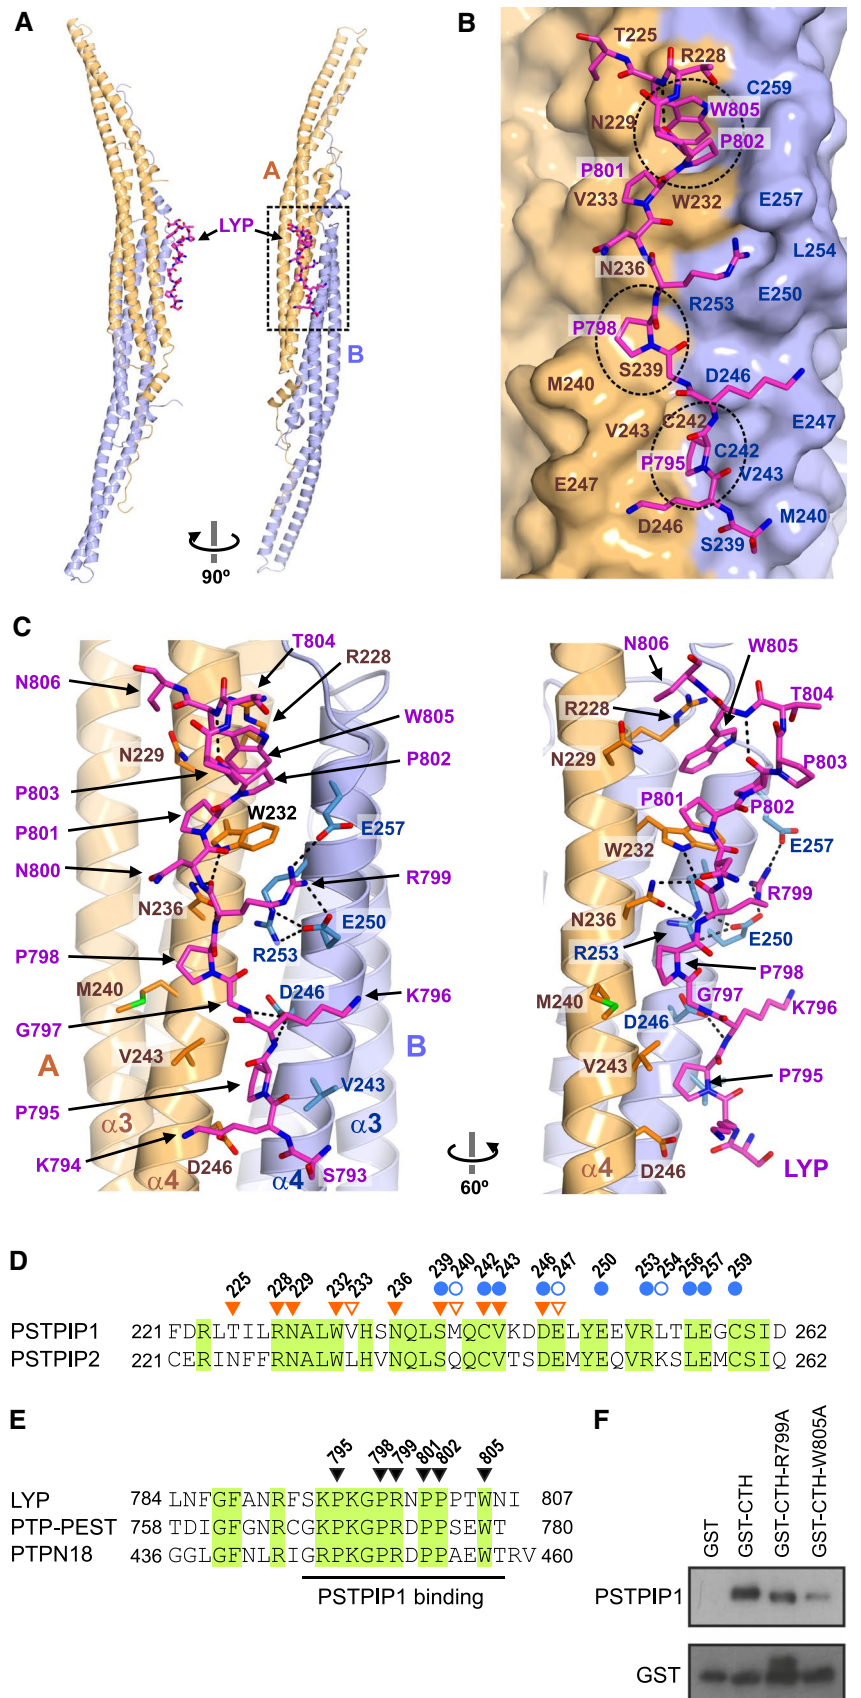 A
A
LYP
B
90º
B
T225
R228
C259
W805
N229
P802
P801
V233
W232
E257
L254
N236
R253
E250
P798
S239
M240
D246
V243
C242
E247
P795
C242
V243
E247
D246
M240
S239
C
T804
N806
R228
W805
N229
P802
P803
W232
P801
E257
N800
R799
N236
E250
P798
R253
M240
D246
K796
G797
A
V243
B
V243
P795
α3
α3
K794
D246
S793
α4
α4
60º
N806
W805
R228
T804
N229
P803
P801
P802
W232
E257
R799
N236
R253
E250
P798
M240
G797
K796
D246
V243
P795
D246
LYP
α4
D
225 228 229 232 233 236 239 240 242 243 246 247 250 253 254 256 257 259
PSTPIP1 221 FDRLTILRNALWVHSNQLSMQCVKDDELYEEVRLTLEGCSID 262
PSTPIP2 221 CERINFFRNALWLHVNQLSQQCVTSDEMYEQVRKSLEMCSIQ 262
E
795 798 799 801 802 805
LYP 784 LNFGFANRFSKPKGPRNPPPTWNI 807
PTP-PEST 758 TDIGFGNRCGKPKGPRDPPSEWT 780
PTPN18 436 GGLGFNLRIGRPKGPRDPPAEWTRV 460
PSTPIP1 binding
F
GST
GST-CTH
GST-CTH-R799A
GST-CTH-W805A
PSTPIP1
GST